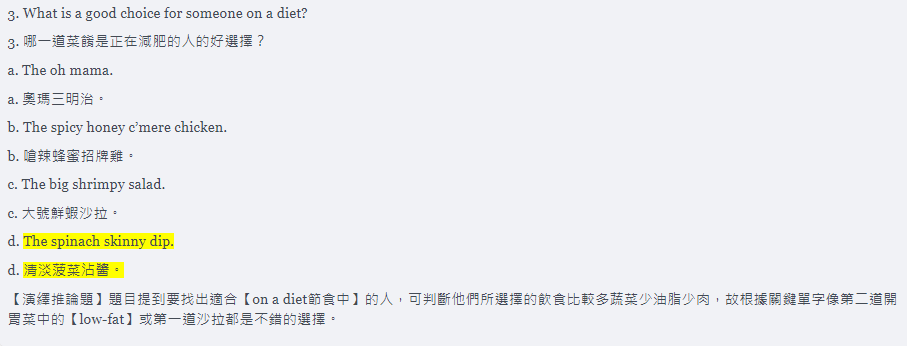 3. What is a good choice for someone on a diet?
3. 哪一道菜餚是正在減肥的人的好選擇？
a. The oh mama.
a. 奧瑪三明治。
b. The spicy honey c’mere chicken.
b. 嗆辣蜂蜜招牌雞。
c. The big shrimpy salad.
c. 大號鮮蝦沙拉。
d. The spinach skinny dip.
d. 清淡菠菜沾醬。
【演繹推論題】題目提到要找出適合【on a diet節食中】的人，可判斷他們所選擇的飲食比較多蔬菜少油脂少肉，故根據關鍵單字像第二道開
胃菜中的【low-fat】或第一道沙拉都是不錯的選擇。